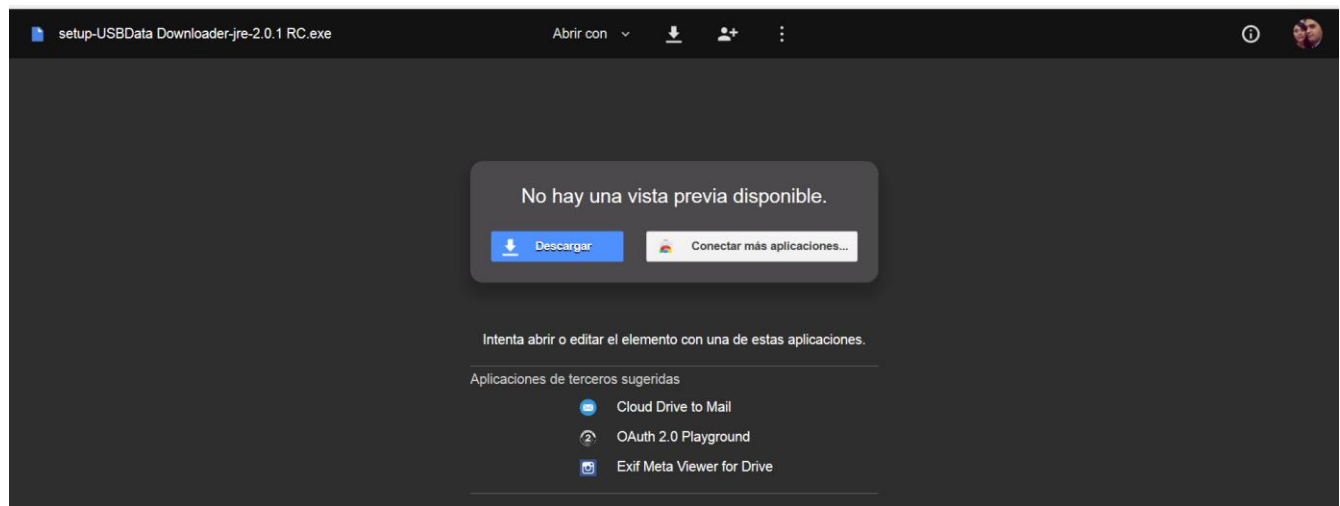 setup-USBData Downloader-jre-2.0.1 RC.exe
Abrir con
No hay una vista previa disponible.
Descargar
Conectar más aplicaciones...
Intenta abrir o editar el elemento con una de estas aplicaciones.
Aplicaciones de terceros sugeridas
Cloud Drive to Mail
OAuth 2.0 Playground
Exif Meta Viewer for Drive